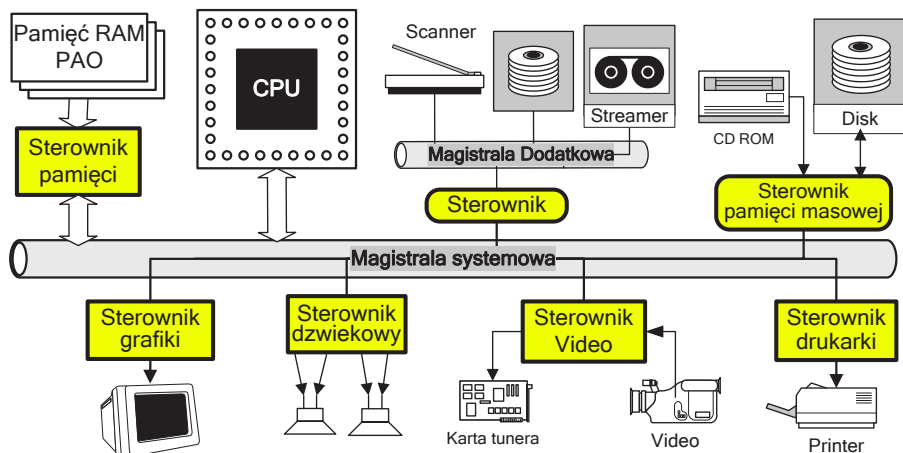 Pamięć RAM
PAO
CPU
Scanner
Streamer
CD ROM
Disk
Magistrala Dodatkowa
Sterownik
pamięci
Sterownik
Sterownik
pamięci masowej
Magistrala systemowa
Sterownik
grafiki
Sterownik
dzwiekowy
Sterownik
Video
Sterownik
drukarki
Karta tunera
Video
Printer